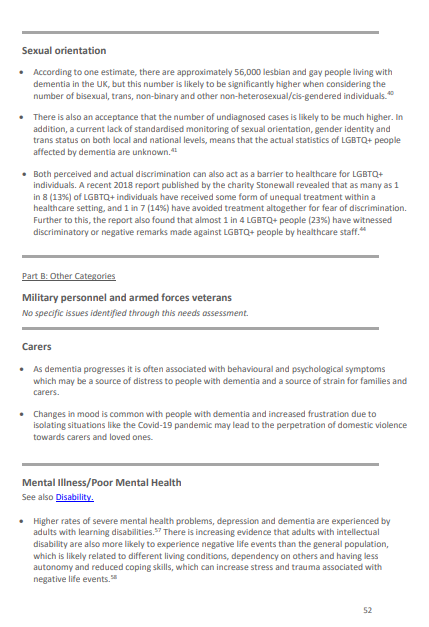 Sexual orientation
• According to one estimate, there are approximately 56,000 lesbian and gay people living with
dementia in the UK, but this number is likely to be significantly higher when considering the
number of bisexual, trans, non-binary and other non-heterosexual/cis-gendered individuals.40
• There is also an acceptance that the number of undiagnosed cases is likely to be much higher. In
addition, a current lack of standardised monitoring of sexual orientation, gender identity and
trans status on both local and national levels, means that the actual statistics of LGBTQ+ people
affected by dementia are unknown.41
• Both perceived and actual discrimination can also act as a barrier to healthcare for LGBTQ+
individuals. A recent 2018 report published by the charity Stonewall revealed that as many as 1
in 8 (13%) of LGBTQ+ individuals have received some form of unequal treatment within a
healthcare setting, and 1 in 7 (14%) have avoided treatment altogether for fear of discrimination.
Further to this, the report also found that almost 1 in 4 LGBTQ+ people (23%) have witnessed
discriminatory or negative remarks made against LGBTQ+ people by healthcare staff.44
Part B: Other Categories
Military personnel and armed forces veterans
No specific issues identified through this needs assessment.
Carers
• As dementia progresses it is often associated with behavioural and psychological symptoms
which may be a source of distress to people with dementia and a source of strain for families and
carers.
• Changes in mood is common with people with dementia and increased frustration due to
isolating situations like the Covid-19 pandemic may lead to the perpetration of domestic violence
towards carers and loved ones.
Mental Illness/Poor Mental Health
See also Disability.
• Higher rates of severe mental health problems, depression and dementia are experienced by
adults with learning disabilities.57 There is increasing evidence that adults with intellectual
disability are also more likely to experience negative life events than the general population,
which is likely related to different living conditions, dependency on others and having less
autonomy and reduced coping skills, which can increase stress and trauma associated with
negative life events.58
52